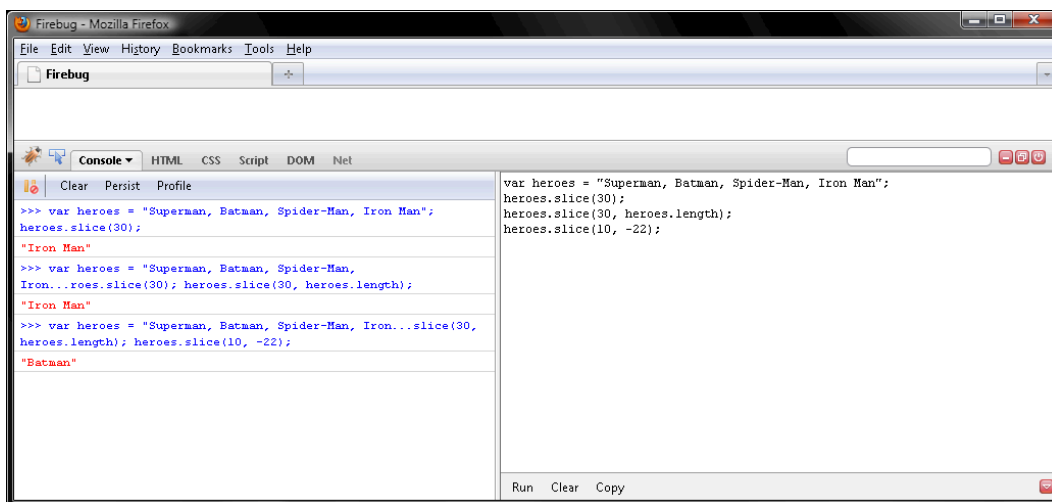 Firebug - Mozilla Firefox
File Edit View History Bookmarks Tools Help
Firebug
Console HTML CSS Script DOM Net
Clear Persist Profile
>>> var heroes = "Superman, Batman, Spider-Man, Iron Man";
heroes.slice(30);
"Iron Man"
>>> var heroes = "Superman, Batman, Spider-Man,
Iron...roes.slice(30); heroes.slice(30, heroes.length);
"Iron Man"
>>> var heroes = "Superman, Batman, Spider-Man, Iron...slice(30,
heroes.length); heroes.slice(10, -22);
"Batman"
var heroes = "Superman, Batman, Spider-Man, Iron Man";
heroes.slice(30);
heroes.slice(30, heroes.length);
heroes.slice(10, -22);
Run Clear Copy